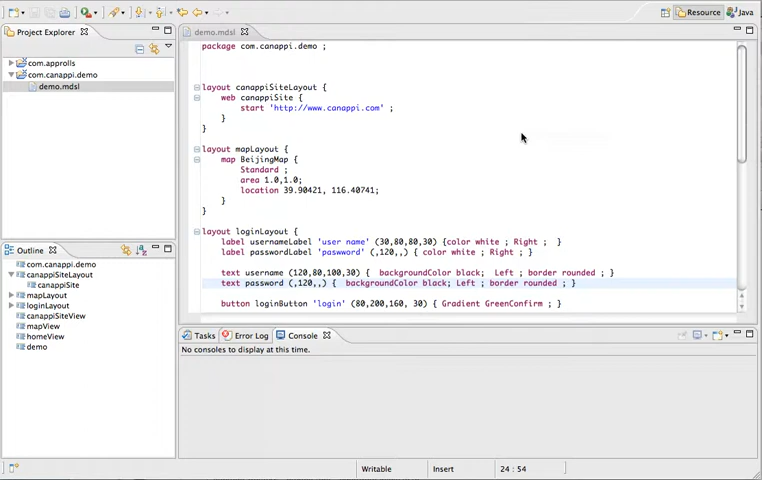 Resource
Java
Project Explorer
com.approlls
com.canappi.demo
demo.mdsl
demo.mdsl
package com.canappi.demo ;
layout canappiSiteLayout {
web canappiSite {
start 'http://www.canappi.com' ;
}
}
layout mapLayout {
map BeijingMap {
Standard ;
area 1.0,1.0;
location 39.90421, 116.40741;
}
}
layout loginLayout {
label usernameLabel 'user name' (30,80,80,30) {color white ; Right ; }
label passwordLabel 'paswword' (,120,,) { color white ; Right ; }
text username (120,80,100,30) { backgroundColor black; Left ; border rounded ; }
text password (,120,,) { backgroundColor black; Left ; border rounded ; }
button loginButton 'login' (80,200,160, 30) { Gradient GreenConfirm ; }
Outline
com.canappi.demo
canappiSiteLayout
canappiSite
mapLayout
loginLayout
canappiSiteView
mapView
homeView
demo
Tasks
Error Log
Console
No consoles to display at this time.
Writable
Insert
24 : 54